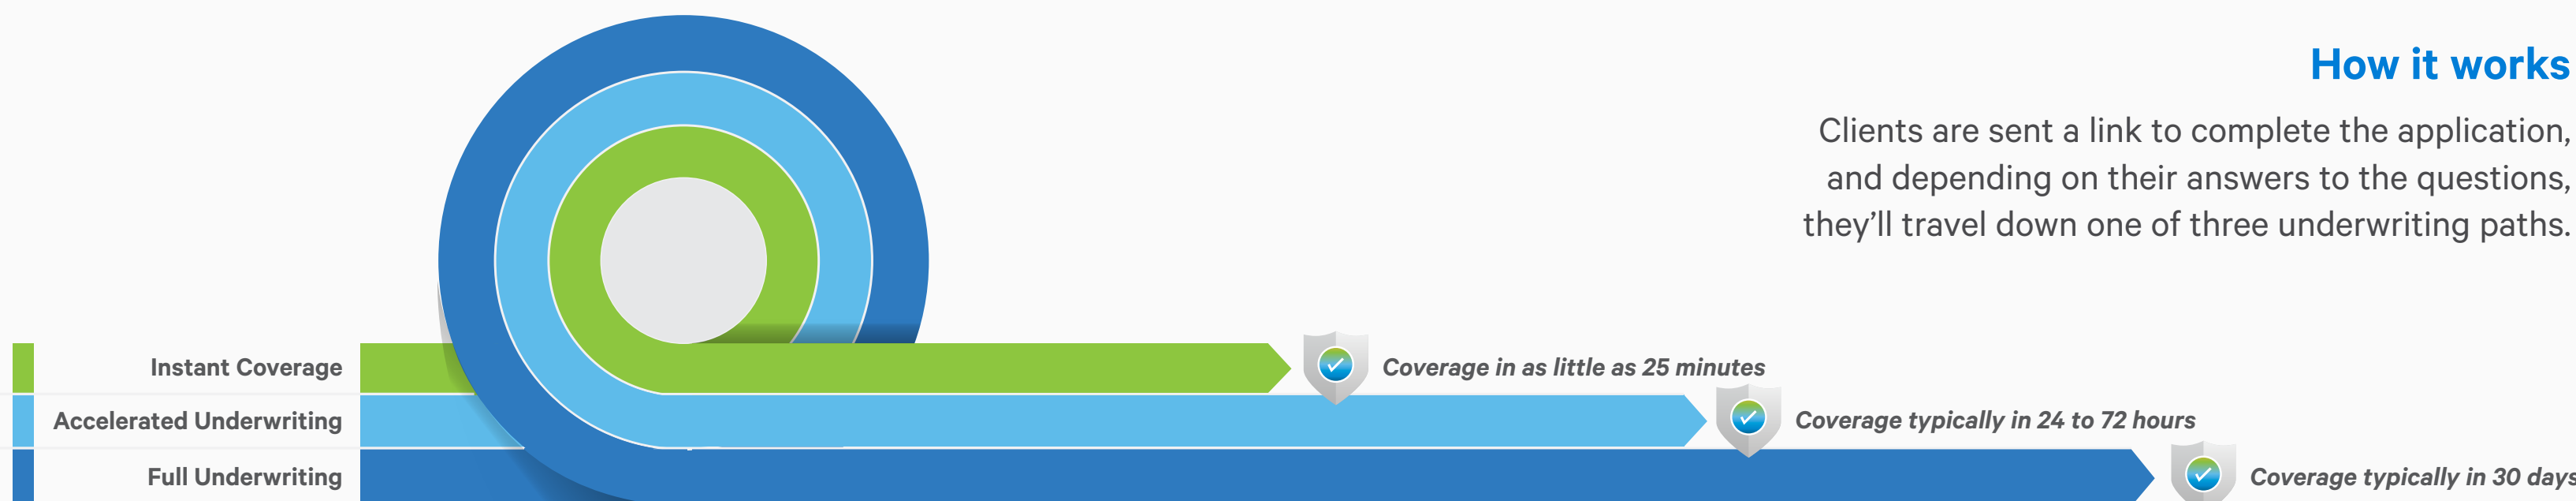 How it works
Clients are sent a link to complete the application,
and depending on their answers to the questions,
they’ll travel down one of three underwriting paths.
Instant Coverage
Coverage in as little as 25 minutes
Accelerated Underwriting
Coverage typically in 24 to 72 hours
Full Underwriting
Coverage typically in 30 days